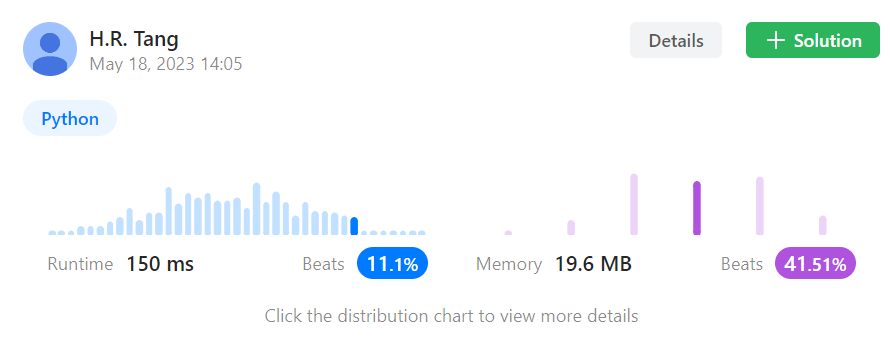 H.R. Tang
May 18, 2023 14:05
Details
+ Solution
Python
Runtime 150 ms Beats 11.1%
Memory 19.6 MB Beats 41.51%
Click the distribution chart to view more details